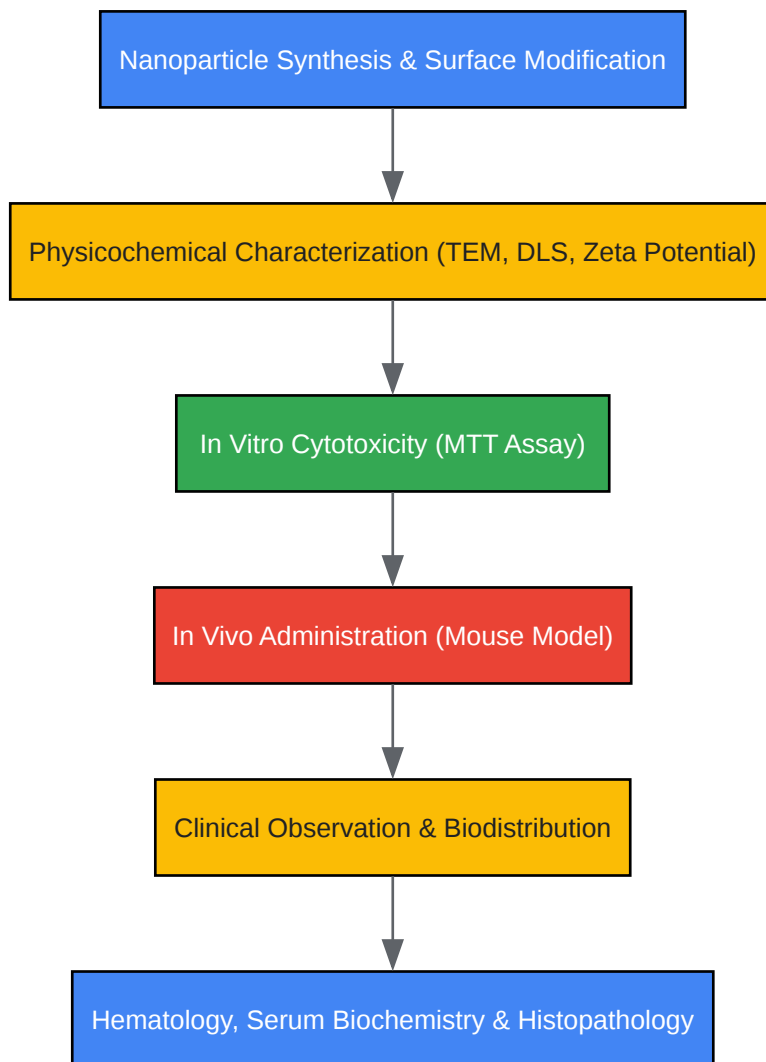 Nanoparticle Synthesis & Surface Modification
Physicochemical Characterization (TEM, DLS, Zeta Potential)
In Vitro Cytotoxicity (MTT Assay)
In Vivo Administration (Mouse Model)
Clinical Observation & Biodistribution
Hematology, Serum Biochemistry & Histopathology